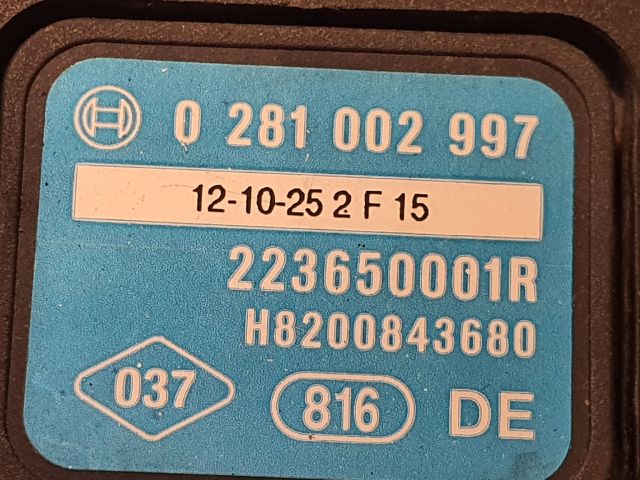 0 281 002 997
12-10-25 2 F 15
223650001R
H8200843680
037 816 DE